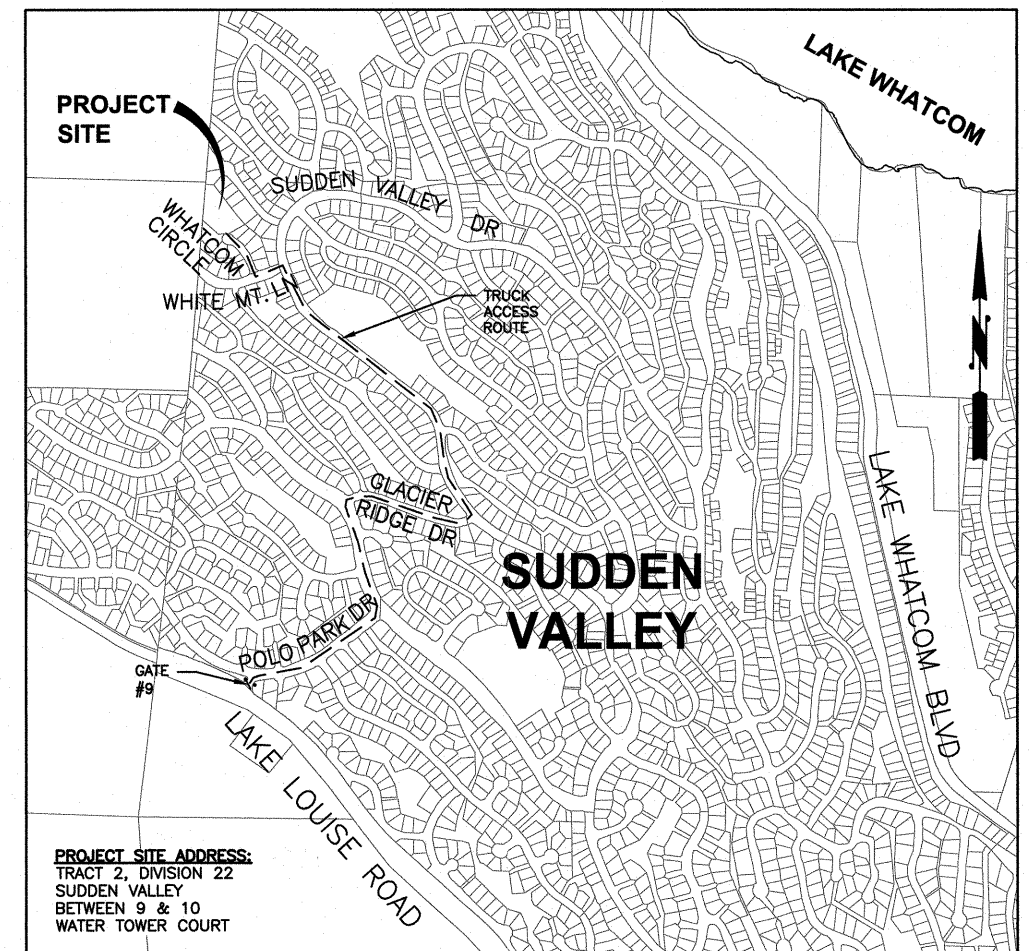 LAKE WHATCOM
PROJECT
SITE
SUDDEN VALLEY DR
WHATCOM
CIRCLE
WHITE MT. LN
TRUCK
ACCESS
ROUTE
N
GLACIER
RIDGE DR
LAKE WHATCOM BLVD
SUDDEN
VALLEY
POLO PARK DR
GATE
#9
LAKE LOUISE ROAD
PROJECT SITE ADDRESS:
TRACT 2, DIVISION 22
SUDDEN VALLEY
BETWEEN 9 & 10
WATER TOWER COURT